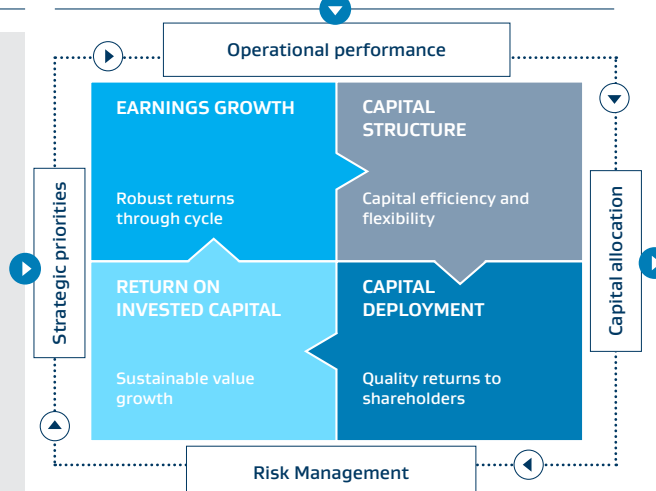 Operational performance
EARNINGS GROWTH
CAPITAL
STRUCTURE
Robust returns
through cycle
Capital efficiency and
flexibility
Strategic priorities
Capital allocation
RETURN ON
INVESTED CAPITAL
CAPITAL
DEPLOYMENT
Sustainable value
growth
Quality returns to
shareholders
Risk Management